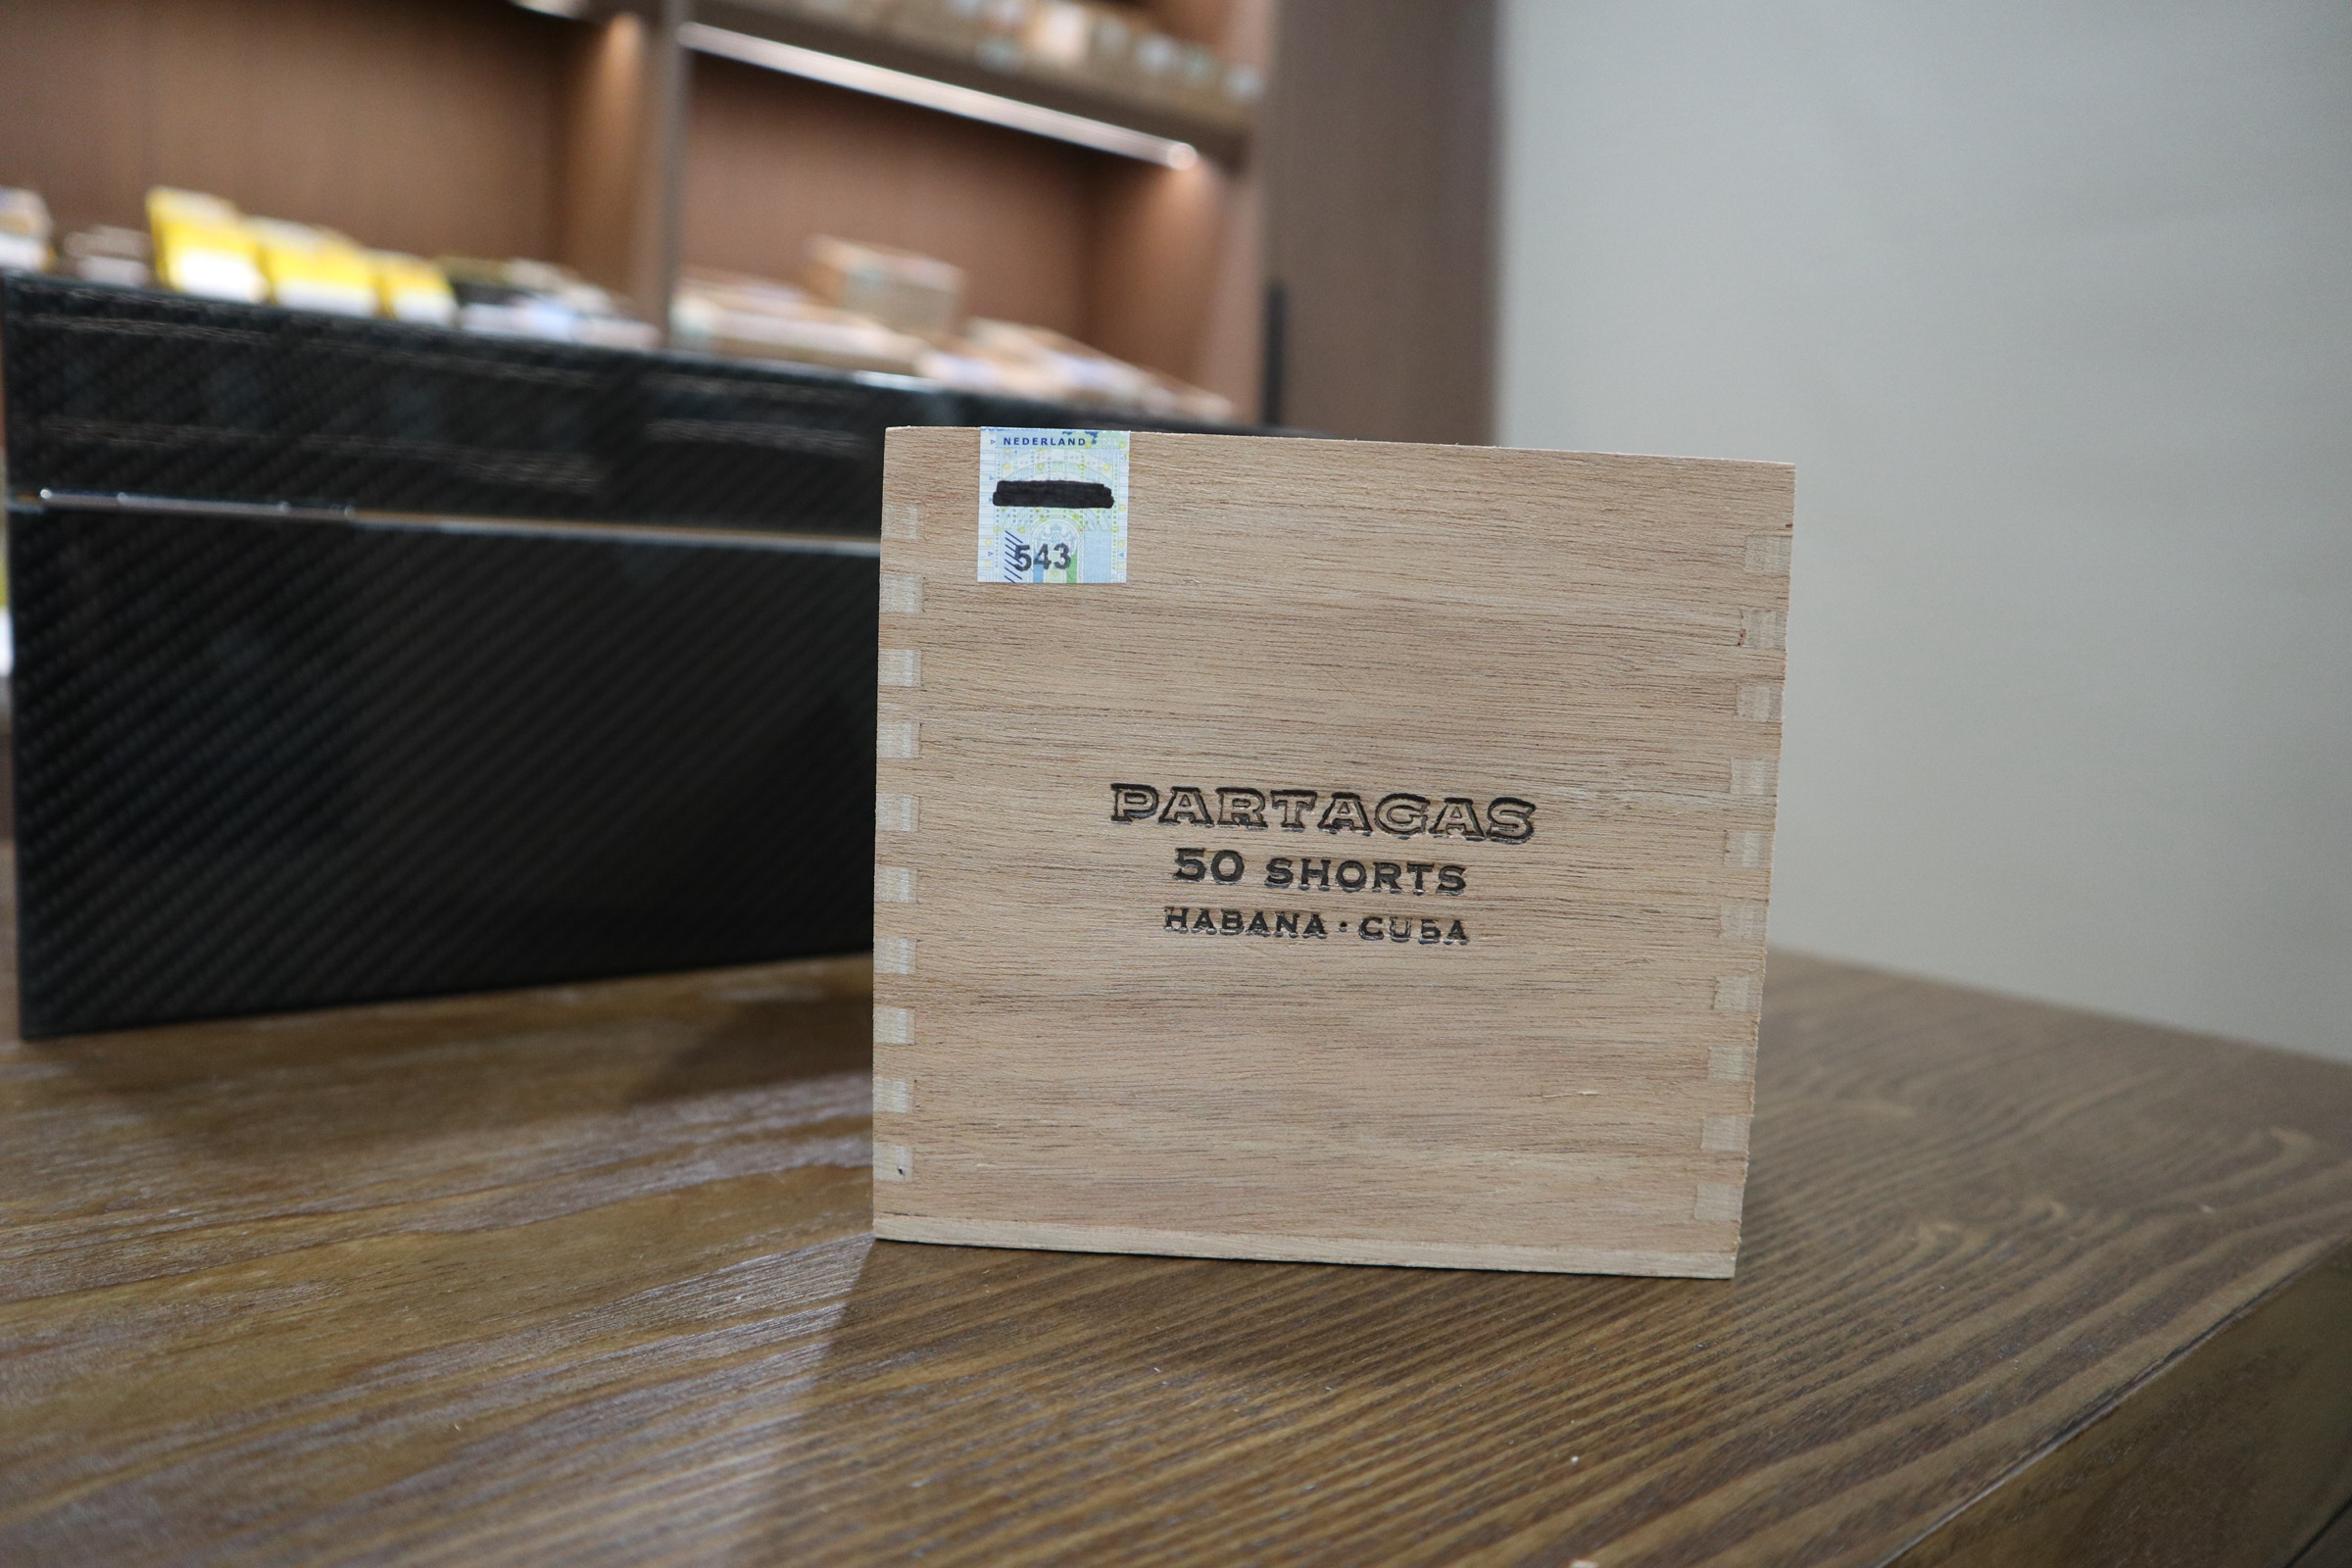 NEDERLAND
543
PARTAGAS
50 SHORTS
HABANA · CUBA